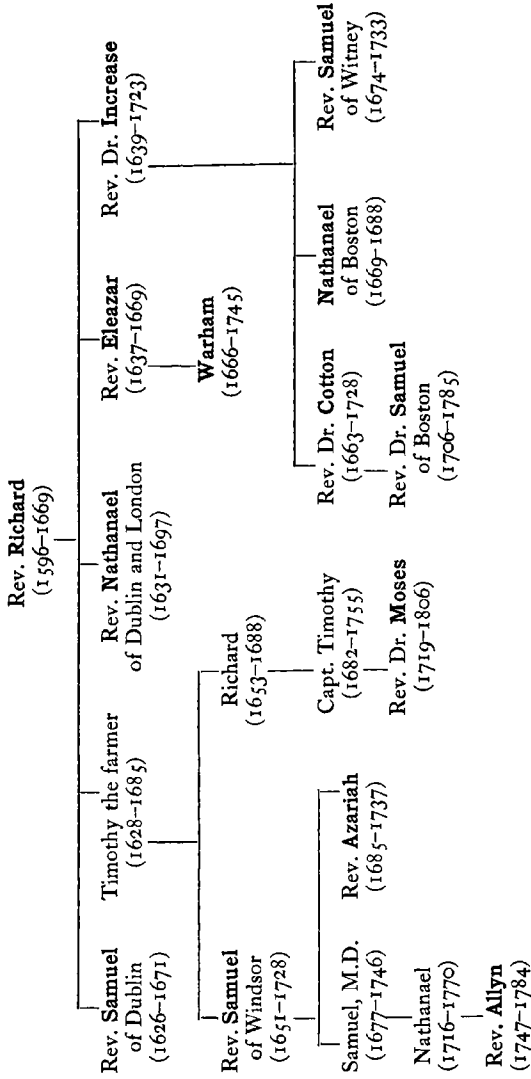 Rev. Richard
(1596–1669)
Rev. Samuel
of Dublin
(1626–1671)
Timothy the farmer
(1628–1685)
Rev. Nathanael
of Dublin and London
(1631–1697)
Rev. Eleazar
(1637–1669)
Rev. Dr. Increase
(1639–1723)
Rev. Samuel
of Windsor
(1651–1728)
Richard
(1653–1688)
Warham
(1666–1745)
Samuel, M.D.
(1677–1746)
Rev. Azariah
(1685–1737)
Capt. Timothy
(1682–1755)
Rev. Dr. Cotton
(1663–1728)
Nathanael
of Boston
(1669–1688)
Rev. Samuel
of Witney
(1674–1733)
Nathanael
(1716–1770)
Rev. Dr. Moses
(1719–1806)
Rev. Dr. Samuel
of Boston
(1706–1785)
Rev. Allyn
(1747–1784)